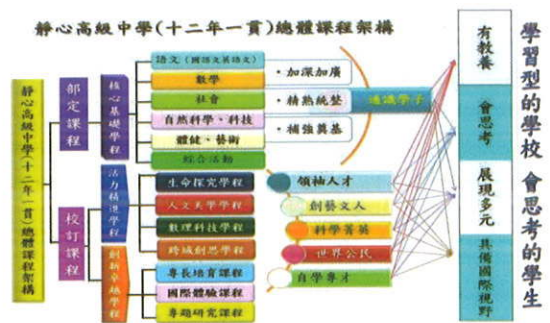 靜心高級中學(十二年一貫)總體課程架構
靜心高級中學(十二年一貫)總體課程架構
部定課程
校訂課程
核心基礎學程
活力精進學程
創新卓越學程
語文(國語文英語文)
數學
社會
自然科學、科技
體健、藝術
綜合活動
生命探究學程
人文美學學程
數理科技學程
跨域創思學程
專長培育課程
國際體驗課程
專題研究課程
·加深加廣
·精熟統整
·補強奠基
通識學子
領袖人才
創藝文人
科學菁英
世界公民
自學專才
有教養
會思考
展現多元
具備國際視野
學習型的學校 會思考的學生